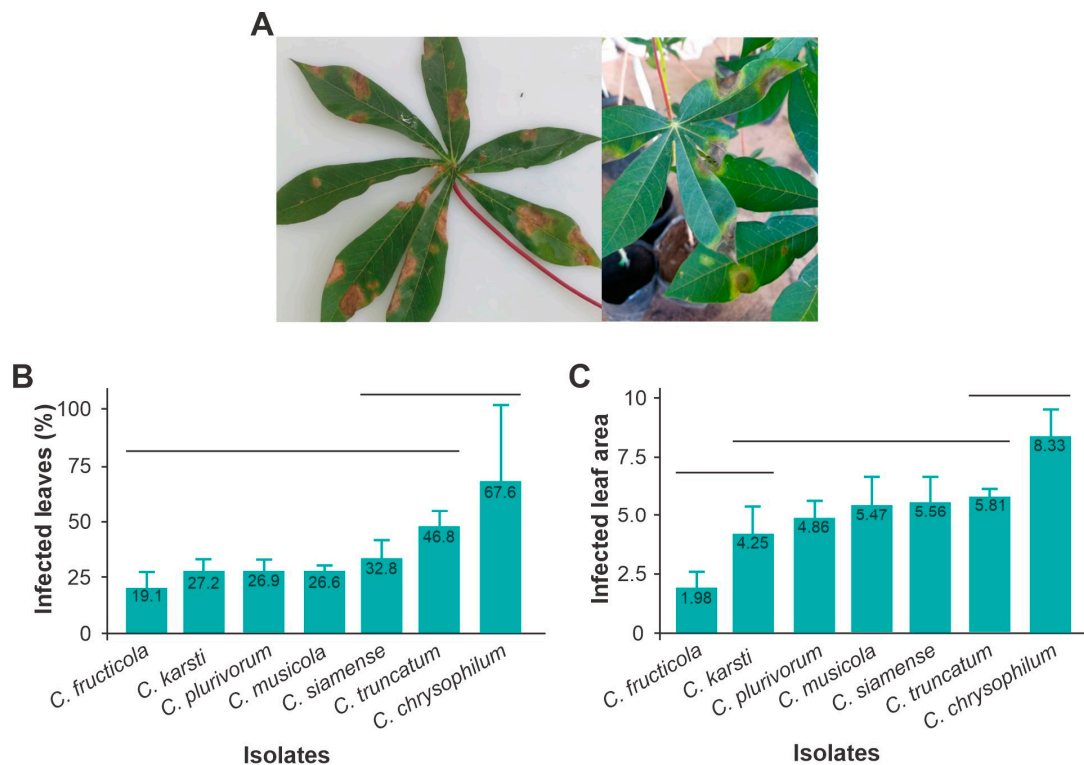 A
B
Infected leaves (%)
100
75
50
25
0
19.1
27.2
26.9
26.6
32.8
46.8
67.6
C. fructicola
C. karsti
C. plurivorum
C. musicola
C. siamense
C. truncatum
C. chrysophilum
Isolates
C
Infected leaf area
10
7.5
5.0
2.5
0
1.98
4.25
4.86
5.47
5.56
5.81
8.33
C. fructicola
C. karsti
C. plurivorum
C. musicola
C. siamense
C. truncatum
C. chrysophilum
Isolates